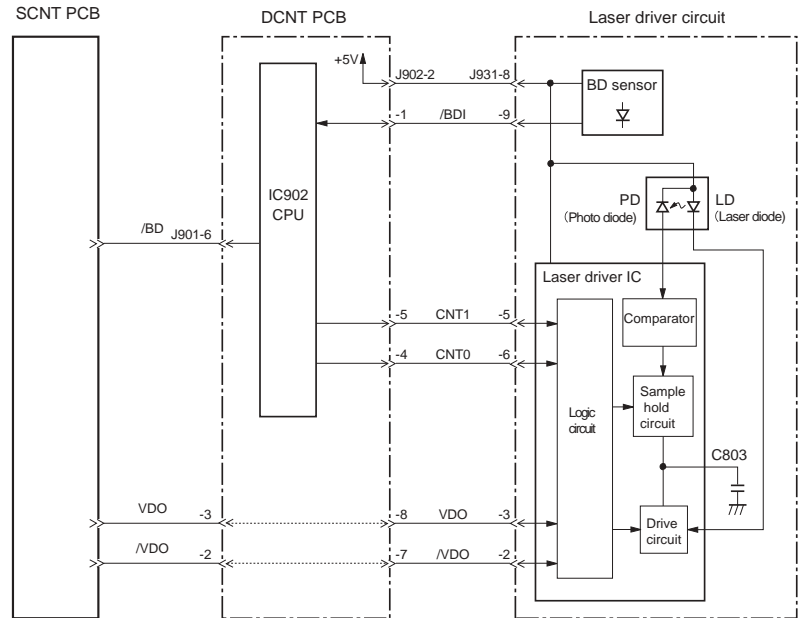 SCNT PCB
DCNT PCB
Laser driver circuit
+5V
J902-2
J931-8
BD sensor
-1
/BDI
-9
IC902
CPU
PD
(Photo diode)
LD
(Laser diode)
/BD
J901-6
Laser driver IC
-5
CNT1
-5
Comparator
-4
CNT0
-6
Sample
hold
circuit
Logic
circuit
C803
VDO
-3
-8
VDO
-3
Drive
circuit
/VDO
-2
-7
/VDO
-2